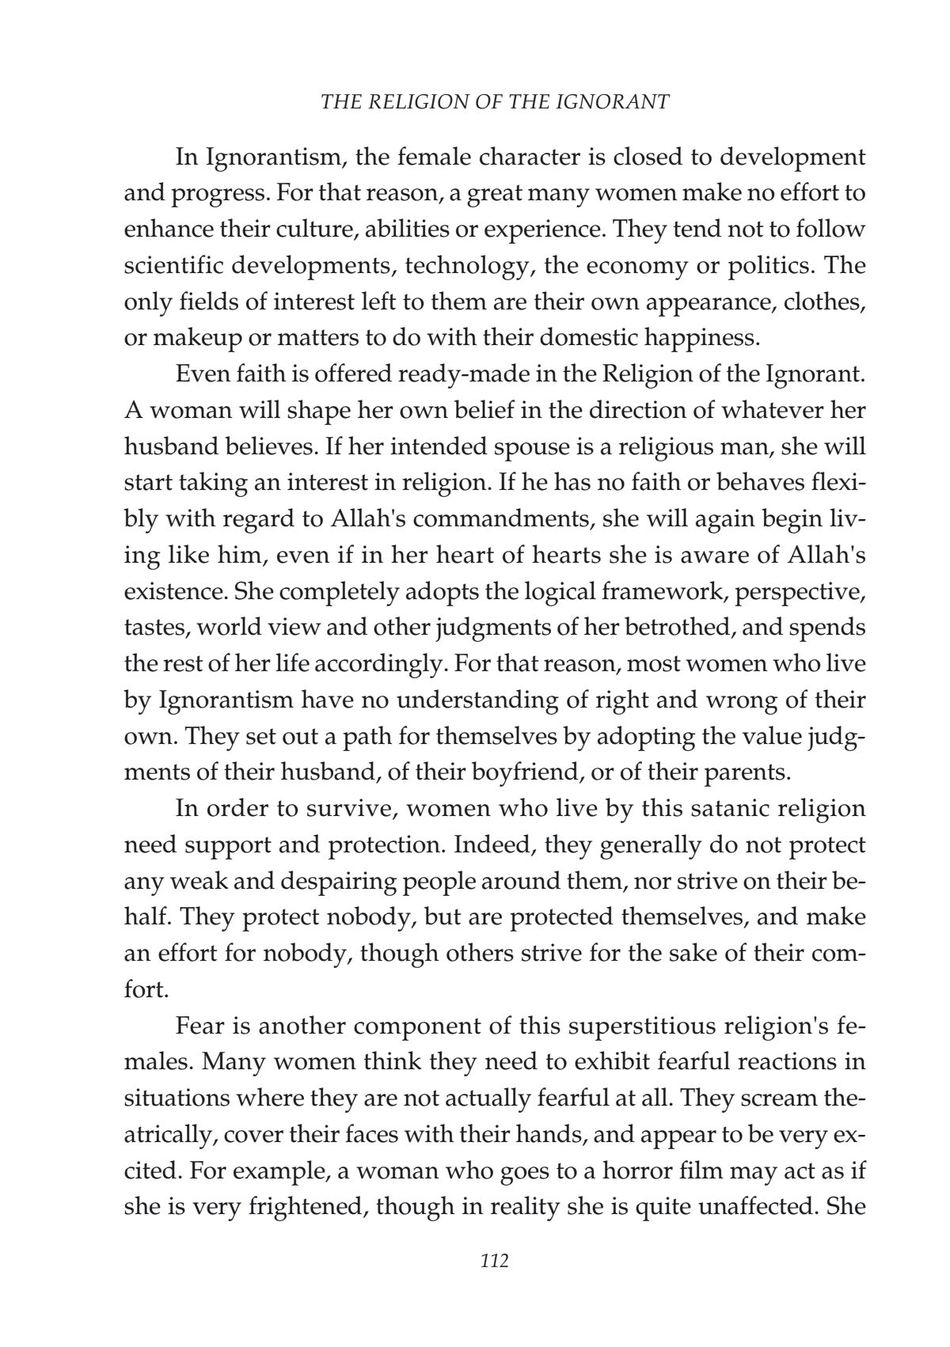 THE RELIGION OF THE IGNORANT
In Ignorantism, the female character is closed to development
and progress. For that reason, a great many women make no effort to
enhance their culture, abilities or experience. They tend not to follow
scientific developments, technology, the economy or politics. The
only fields of interest left to them are their own appearance, clothes,
or makeup or matters to do with their domestic happiness.
Even faith is offered ready-made in the Religion of the Ignorant.
A woman will shape her own belief in the direction of whatever her
husband believes. If her intended spouse is a religious man, she will
start taking an interest in religion. If he has no faith or behaves flexi-
bly with regard to Allah's commandments, she will again begin liv-
ing like him, even if in her heart of hearts she is aware of Allah's
existence. She completely adopts the logical framework, perspective,
tastes, world view and other judgments of her betrothed, and spends
the rest of her life accordingly. For that reason, most women who live
by Ignorantism have no understanding of right and wrong of their
own. They set out a path for themselves by adopting the value judg-
ments of their husband, of their boyfriend, or of their parents.
In order to survive, women who live by this satanic religion
need support and protection. Indeed, they generally do not protect
any weak and despairing people around them, nor strive on their be-
half. They protect nobody, but are protected themselves, and make
an effort for nobody, though others strive for the sake of their com-
fort.
Fear is another component of this superstitious religion's fe-
males. Many women think they need to exhibit fearful reactions in
situations where they are not actually fearful at all. They scream the-
atrically, cover their faces with their hands, and appear to be very ex-
cited. For example, a woman who goes to a horror film may act as if
she is very frightened, though in reality she is quite unaffected. She
112